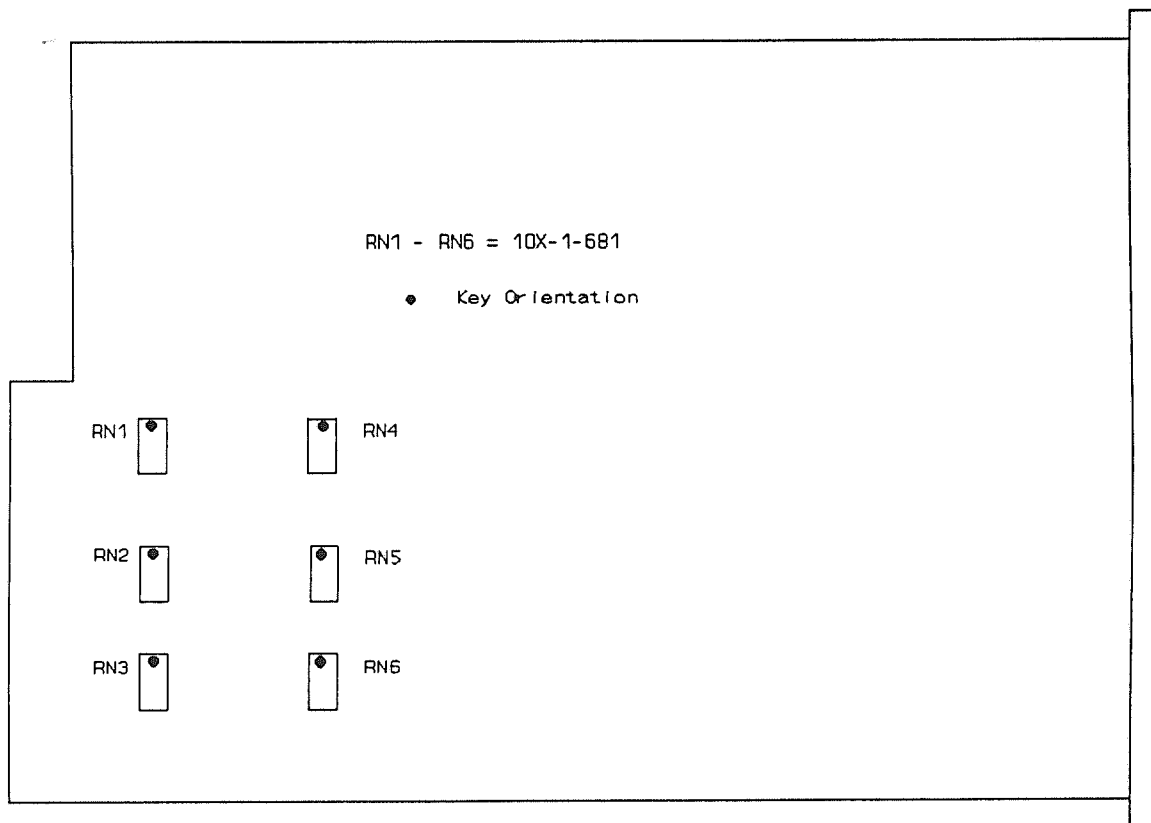 RN1 - RN6 = 10X-1-681
Key Orientation
RN1
RN4
RN2
RN5
RN3
RN6